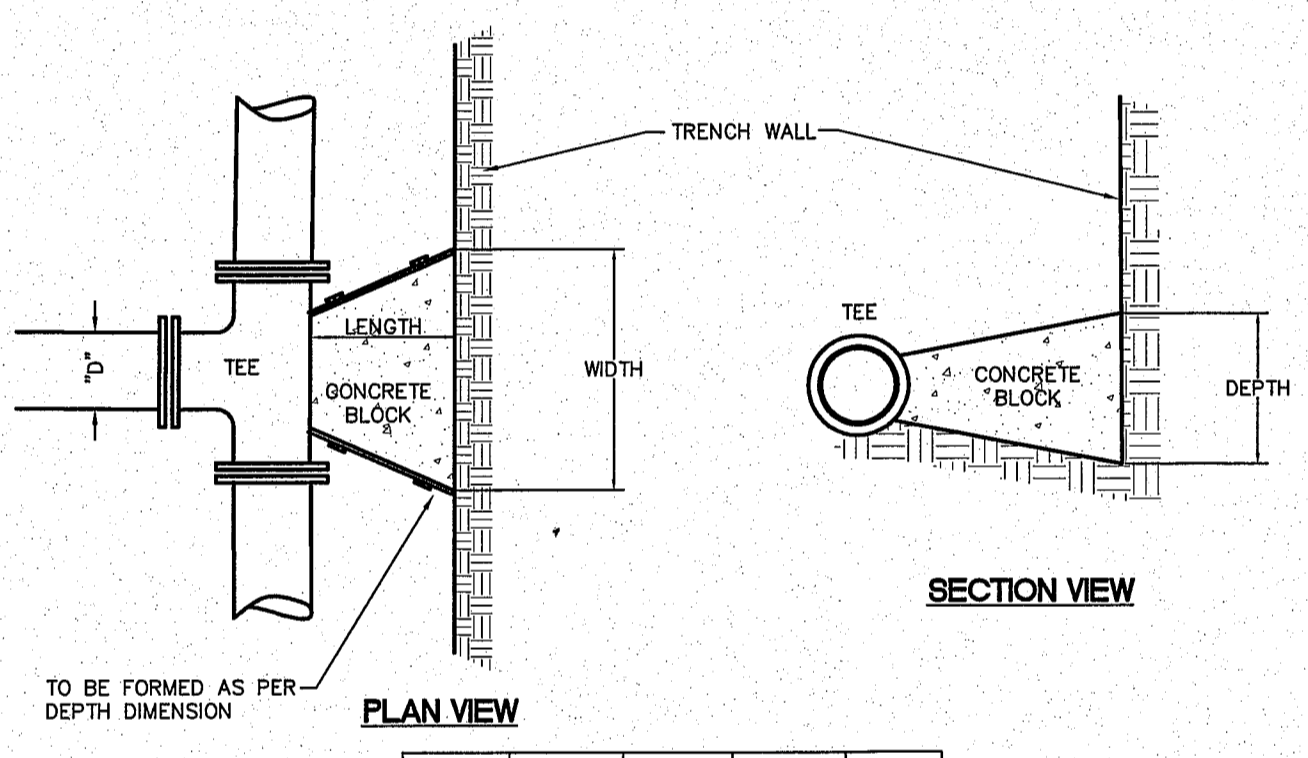 TRENCH WALL
TEE
LENGTH
WIDTH
"D"
TEE
CONCRETE
BLOCK
CONCRETE
BLOCK
DEPTH
SECTION VIEW
TO BE FORMED AS PER
DEPTH DIMENSION
PLAN VIEW